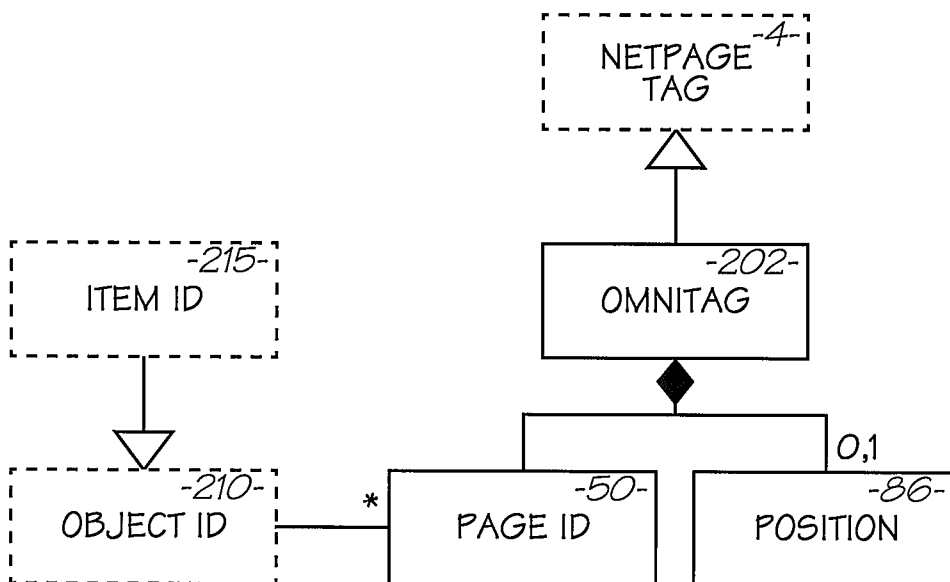 -4-
NETPAGE
TAG
-215-
ITEM ID
-202-
OMNITAG
0,1
-210-
OBJECT ID
*
-50-
PAGE ID
-86-
POSITION